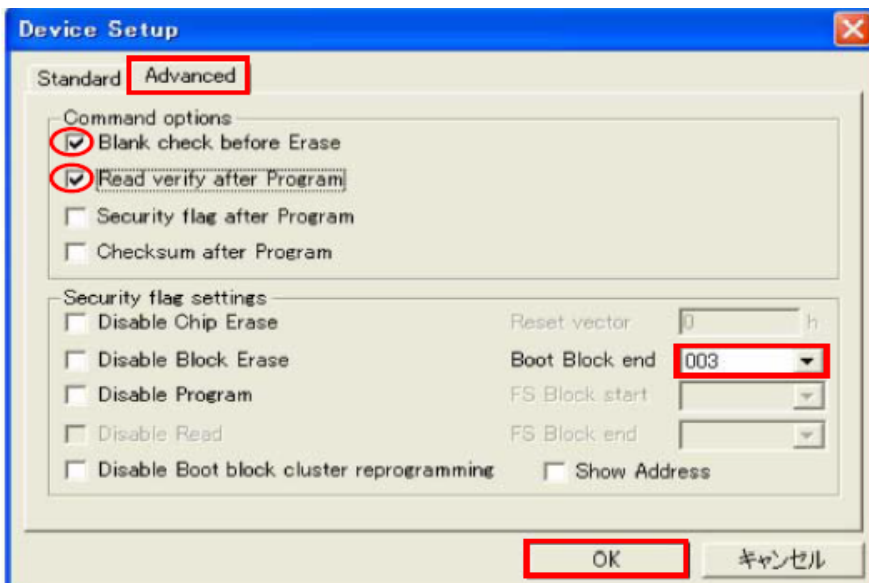 Device Setup
Standard Advanced
Command options
Blank check before Erase
Read verify after Program
Security flag after Program
Checksum after Program
Security flag settings
Disable Chip Erase Reset vector 0 h
Disable Block Erase Boot Block end 003
Disable Program FS Block start
Disable Read FS Block end
Disable Boot block cluster reprogramming Show Address
OK キャンセル